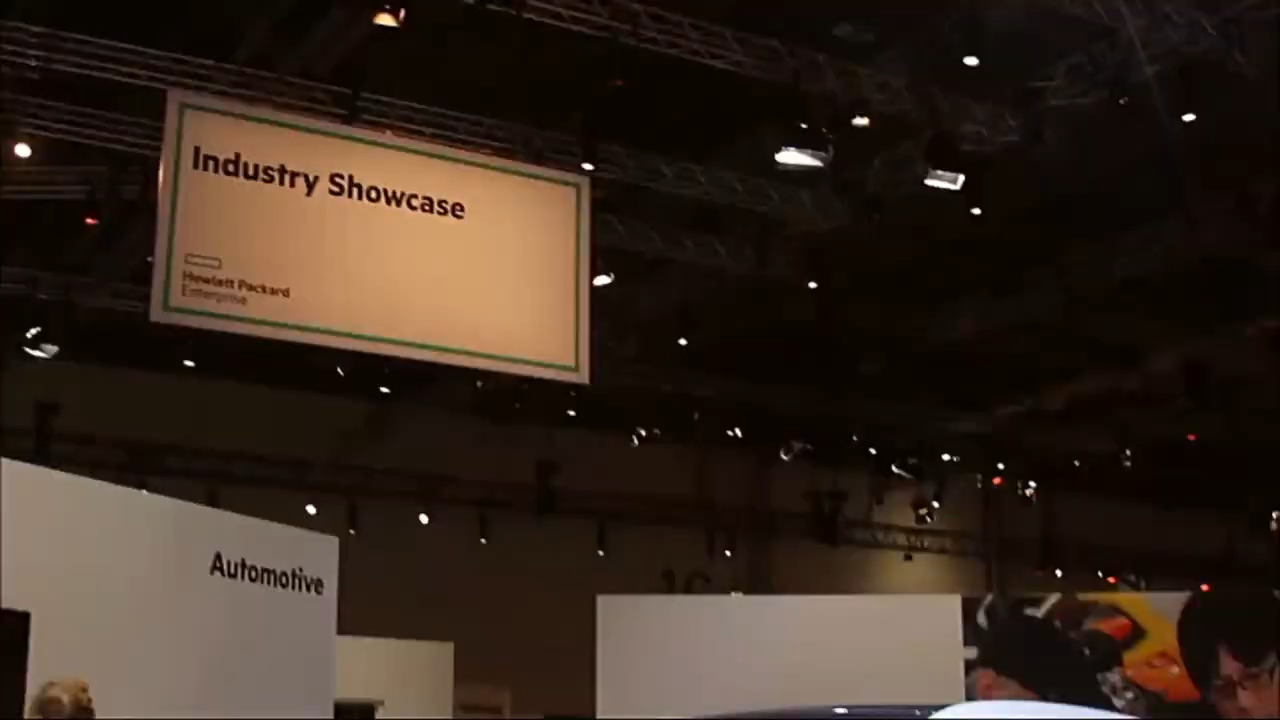 Industry Showcase
Hewlett Packard
Enterprise
Automotive